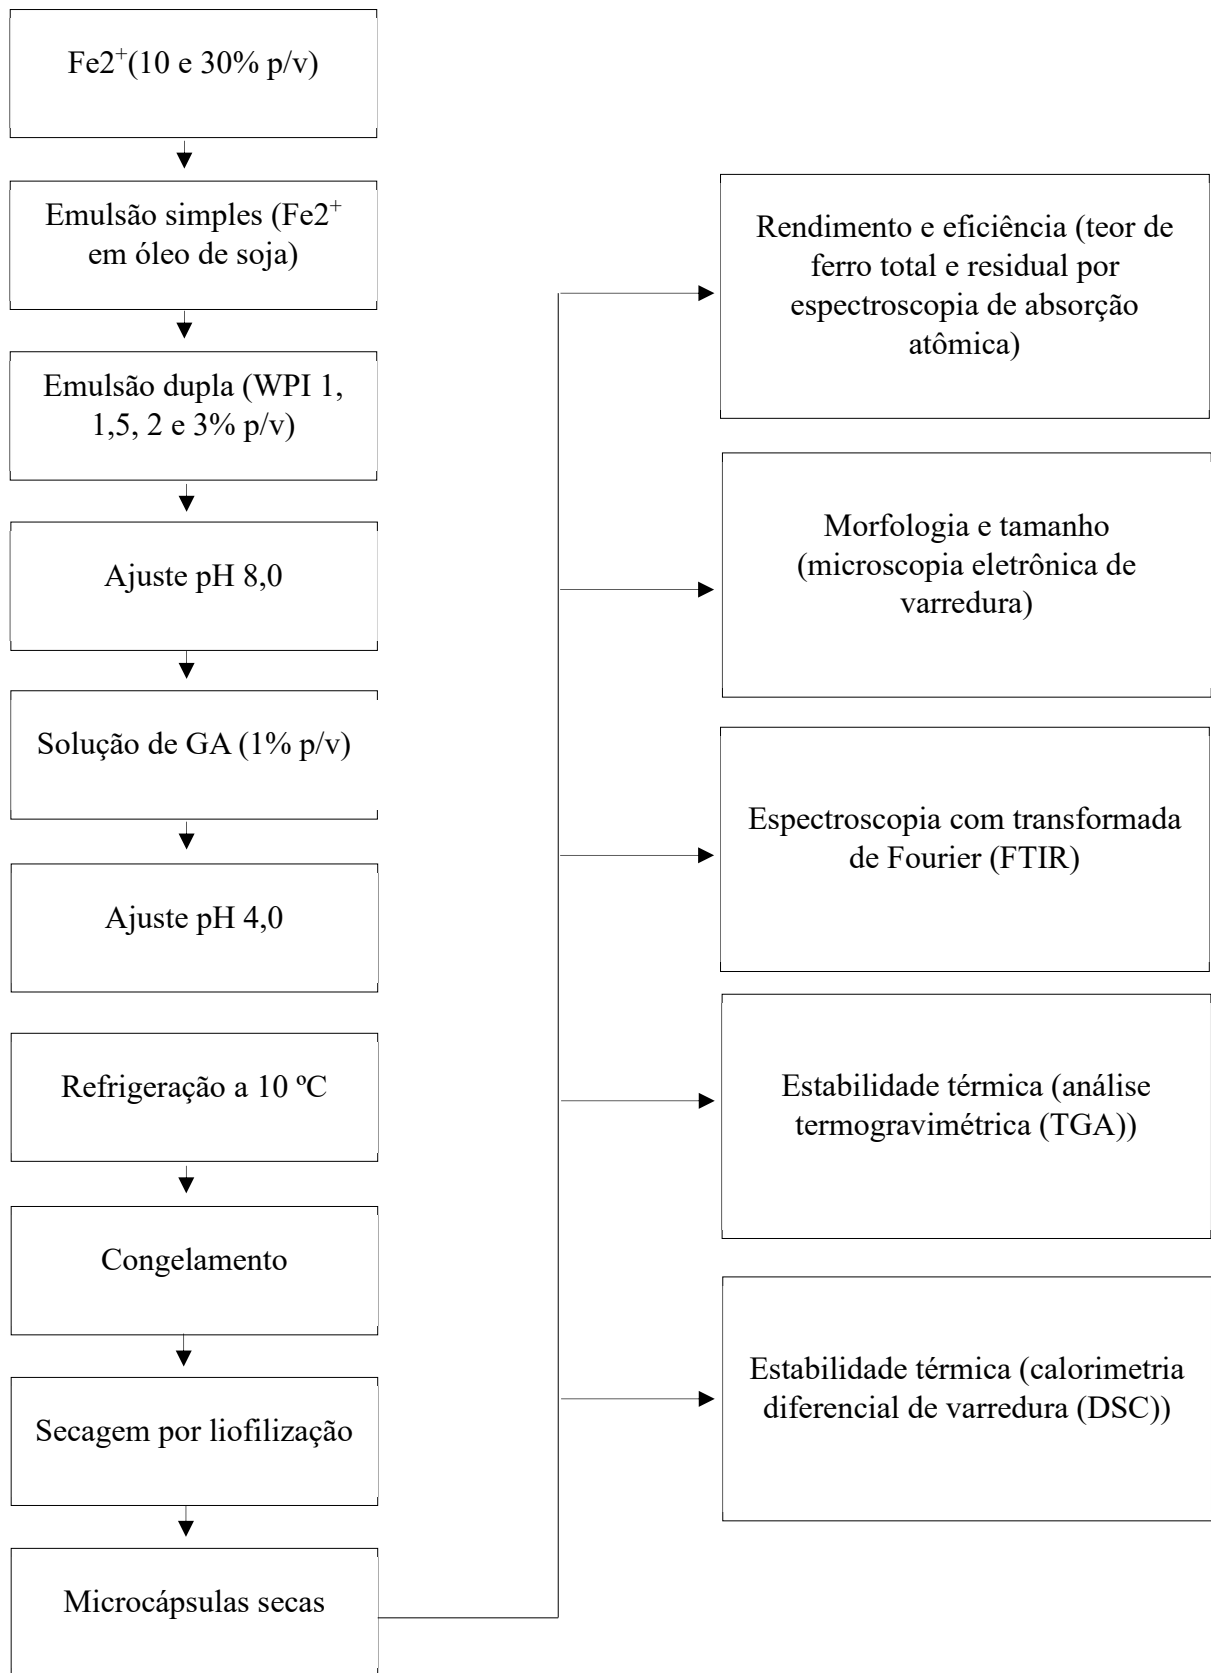 Fe2⁺(10 e 30% p/v)
Emulsão simples (Fe2⁺
em óleo de soja)
Emulsão dupla (WPI 1,
1,5, 2 e 3% p/v)
Ajuste pH 8,0
Solução de GA (1% p/v)
Ajuste pH 4,0
Refrigeração a 10 ºC
Congelamento
Secagem por liofilização
Microcápsulas secas
Rendimento e eficiência (teor de
ferro total e residual por
espectroscopia de absorção
atômica)
Morfologia e tamanho
(microscopia eletrônica de
varredura)
Espectroscopia com transformada
de Fourier (FTIR)
Estabilidade térmica (análise
termogravimétrica (TGA))
Estabilidade térmica (calorimetria
diferencial de varredura (DSC))